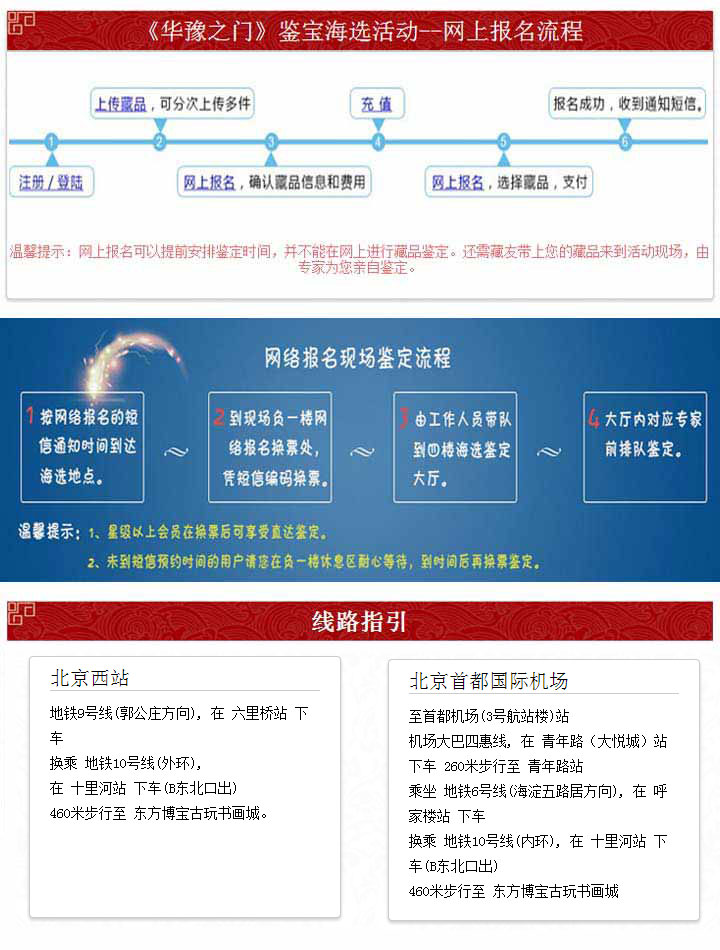 《华豫之门》鉴宝海选活动--网上报名流程
上传藏品，可分次上传多件
充 值
报名成功，收到通知短信。
1
2
3
4
5
6
注册 / 登陆
网上报名，确认藏品信息和费用
网上报名，选择藏品，支付
温馨提示：网上报名可以提前安排鉴定时间，并不能在网上进行藏品鉴定。还需藏友带上您的藏品来到活动现场，由
专家为您亲自鉴定。
网络报名现场鉴定流程
1 按网络报名的短
信通知时间到达
海选地点。
2 到现场负一楼网
络报名换票处，
凭短信编码换票。
3 由工作人员带队
到四楼海选鉴定
大厅。
4 大厅内对应专家
前排队鉴定。
温馨提示：1、星级以上会员在换票后可享受直达鉴定。
2、未到短信预约时间的用户请您在负一楼休息区耐心等待，到时间后再换票鉴定。
线路指引
北京西站
地铁9号线(郭公庄方向)，在 六里桥站 下
车
换乘 地铁10号线(外环)，
在 十里河站 下车(B东北口出)
460米步行至 东方博宝古玩书画城。
北京首都国际机场
至首都机场(3号航站楼)站
机场大巴四惠线，在 青年路（大悦城）站
下车 260米步行至 青年路站
乘坐 地铁6号线(海淀五路居方向)，在 呼
家楼站 下车
换乘 地铁10号线(内环)，在 十里河站 下
车(B东北口出)
460米步行至 东方博宝古玩书画城